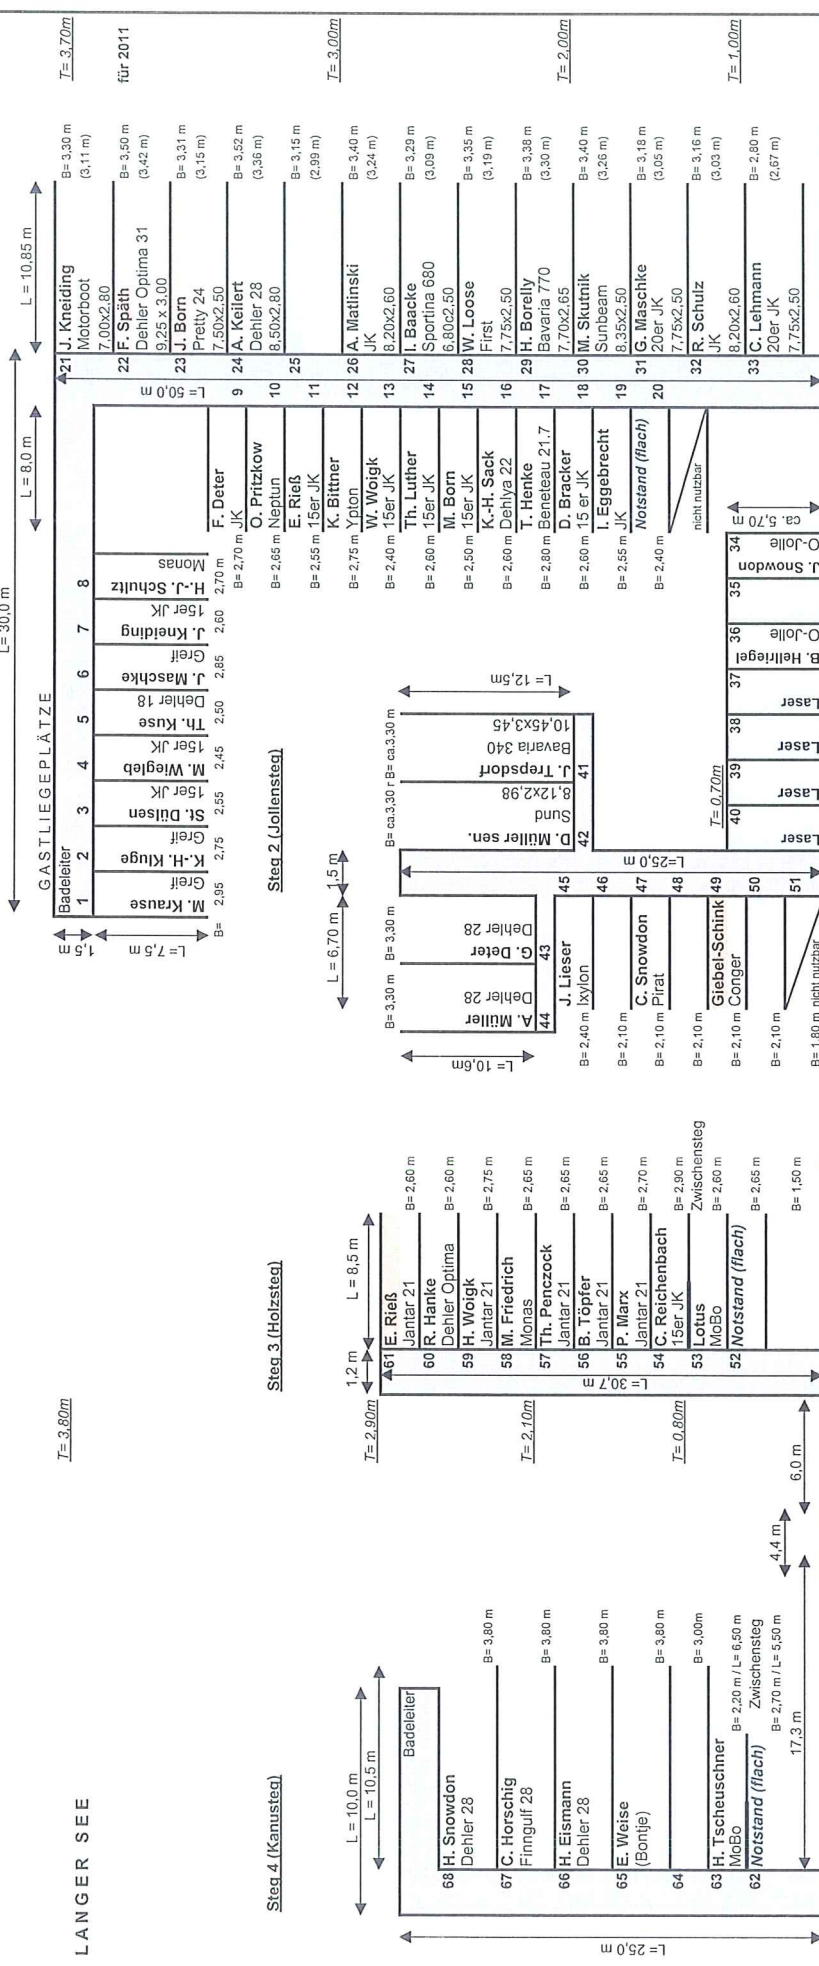 LANGER SEE
T= 3,80m
L= 30,0 m
L = 8,0 m
L = 10,85 m
GASTLIEGEPLÄTZE
Badeleiter
1,5 m
L=7,5 m
L= 50,0 m
T= 3,70m
für 2011
T= 3,00m
T= 2,00m
T= 1,00m
1
M. Krause
Greif
B= 2,95
2
K.-H. Kluge
Greif
2,75
3
St. Dülsen
15er JK
2,55
4
M. Wiegleb
15er JK
2,45
5
Th. Kuse
Dehler 18
2,50
6
J. Maschke
Greif
2,85
7
J. Kneiding
15er JK
2,60
8
H.-J. Schultz
Monas
2,70 m
21 J. Kneiding
Motorboot
7,00x2,80
B= 3,30 m
(3,11 m)
22 F. Späth
Dehler Optima 31
9,25 x 3,00
B= 3,50 m
(3,42 m)
23 J. Born
Pretty 24
7,50x2,50
B= 3,31 m
(3,15 m)
24 A. Keilert
Dehler 28
8,50x2,80
B= 3,52 m
(3,36 m)
25
B= 3,15 m
(2,99 m)
26 A. Matlinski
JK
8,20x2,60
B= 3,40 m
(3,24 m)
27 I. Baacke
Sportina 680
6,80c2,50
B= 3,29 m
(3,09 m)
28 W. Loose
First
7,75x2,50
B= 3,35 m
(3,19 m)
29 H. Borelly
Bavaria 770
7,70x2,65
B= 3,38 m
(3,30 m)
30 M. Skutnik
Sunbeam
8,35x2,50
B= 3,40 m
(3,26 m)
31 G. Maschke
20er JK
7,75x2,50
B= 3,18 m
(3,05 m)
32 R. Schulz
JK
8,20x2,60
B= 3,16 m
(3,03 m)
33 C. Lehmann
20er JK
7,75x2,50
B= 2,80 m
(2,67 m)
F. Deter 9
B= 2,70 m JK
O. Pritzkow 10
B= 2,65 m Neptun
E. Rieß 11
B= 2,55 m 15er JK
K. Bittner 12
B= 2,75 m Ypton
W. Woigk 13
B= 2,40 m 15er JK
Th. Luther 14
B= 2,60 m 15er JK
M. Born 15
B= 2,50 m 15er JK
K.-H. Sack 16
B= 2,60 m Dehlya 22
T. Henke 17
B= 2,80 m Beneteau 21.7
D. Bracker 18
B= 2,60 m 15 er JK
I. Eggebrecht 19
B= 2,55 m JK
Notstand (flach) 20
B= 2,40 m
nicht nutzbar
ca. 5,70 m
34
J. Snowdon
O-Jolle
35
36
B. Hellriegel
O-Jolle
37
Laser
38
Laser
39
Laser
40
Laser
T= 0,70m
Steg 2 (Jollensteg)
L = 6,70 m
1,5 m
L= 12,5m
L=25,0 m
L= 10,6m
B= ca.3,30 r B= ca.3,30 m
J. Trepsdorf
Bavaria 340
10,45x3,45
41
D. Müller sen.
Sund
8,12x2,98
42
B= 3,30 m
G. Deter
Dehler 28
43
B= 3,30 m
A. Müller
Dehler 28
44
J. Lieser 45
B= 2,40 m Ixylon
46
B= 2,10 m
C. Snowdon 47
B= 2,10 m Pirat
48
B= 2,10 m
Giebel-Schink 49
B= 2,10 m Conger
50
B= 2,10 m
51
B= 1,80 m nicht nutzbar
Steg 3 (Holzsteg)
1,2 m
L = 8,5 m
L= 30,7 m
T= 2,90m
T= 2,10m
T= 0,80m
61 E. Rieß
Jantar 21
B= 2,60 m
60 R. Hanke
Dehler Optima
B= 2,60 m
59 H. Woigk
Jantar 21
B= 2,75 m
58 M. Friedrich
Monas
B= 2,65 m
57 Th. Penczock
Jantar 21
B= 2,65 m
56 B. Töpfer
Jantar 21
B= 2,65 m
55 P. Marx
Jantar 21
B= 2,70 m
54 C. Reichenbach
15er JK
B= 2,90 m
Zwischensteg
53 Lotus
MoBo
B= 2,60 m
52 Notstand (flach)
B= 2,65 m
B= 1,50 m
6,0 m
4,4 m
17,3 m
Steg 4 (Kanusteg)
L = 10,0 m
L = 10,5 m
L= 25,0 m
Badeleiter
68 H. Snowdon
Dehler 28
B= 3,80 m
67 C. Horschig
Finngulf 28
B= 3,80 m
66 H. Eismann
Dehler 28
B= 3,80 m
65 E. Weise
(Bontje)
B= 3,80 m
64
B= 3,00m
63 H. Tscheuschner
MoBo
B= 2,20 m / L= 6,50 m
Zwischensteg
62 Notstand (flach)
B= 2,70 m / L= 5,50 m